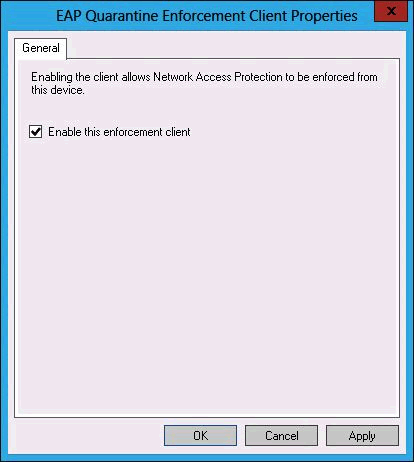 EAP Quarantine Enforcement Client Properties
x
General
Enabling the client allows Network Access Protection to be enforced from
this device.
Enable this enforcement client
OK
Cancel
Apply